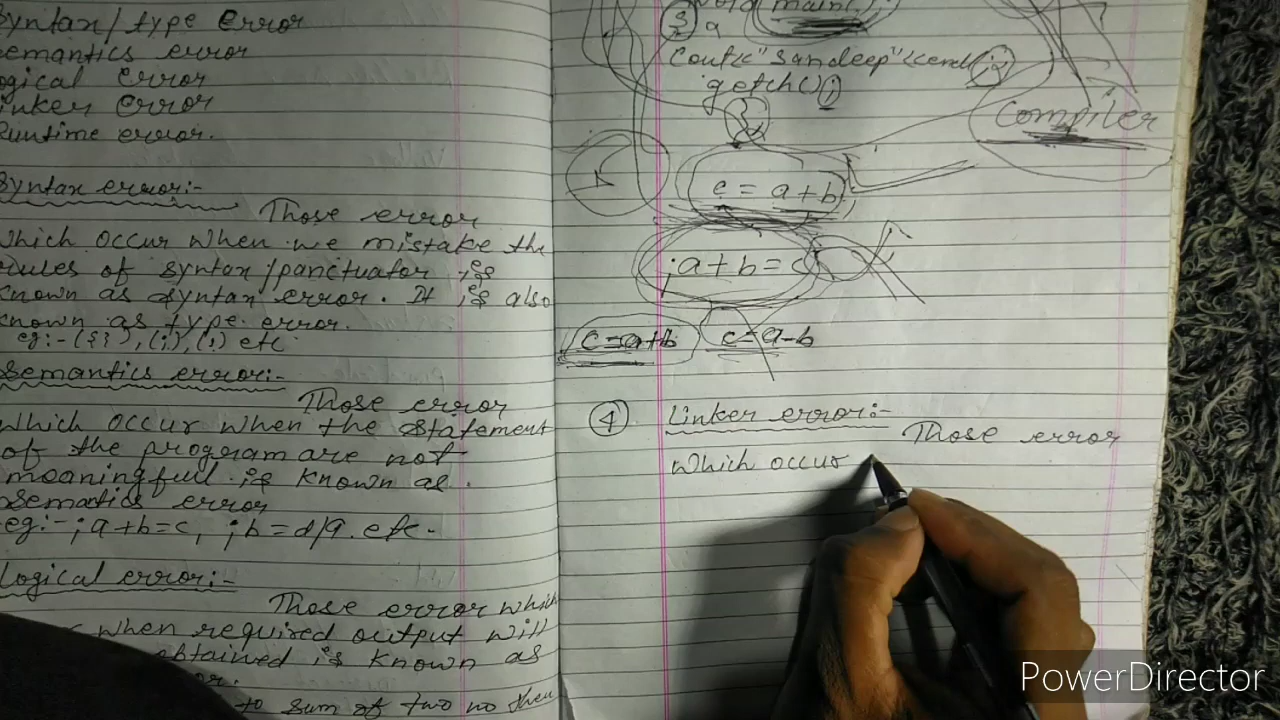 Syntax/type Error
Semantics error
Logical Error
Linker Error
Runtime error.
Syntax error:-
Those error
which occur when we mistake the
rules of syntax/panctuator is
known as syntax error. It is also
known as type error.
eg:-({}),(;),(,) etc
Semantics error:-
Those error
which occur when the statement
of the program are not
meaningfull is known as.
Semantics error
eg:- ;a+b=c, ;b=d/a. etc.
Logical error:-
Those error which
when required output will
obtained is known as
to sum of two no then
void main()
{ a
Cout<<"Sandeep"<<endl;
getch();
}
Compiler
c = a+b;
;a+b=c
c=a+b c=a-b
4 Linker error:-
Those error
which occur
PowerDirector